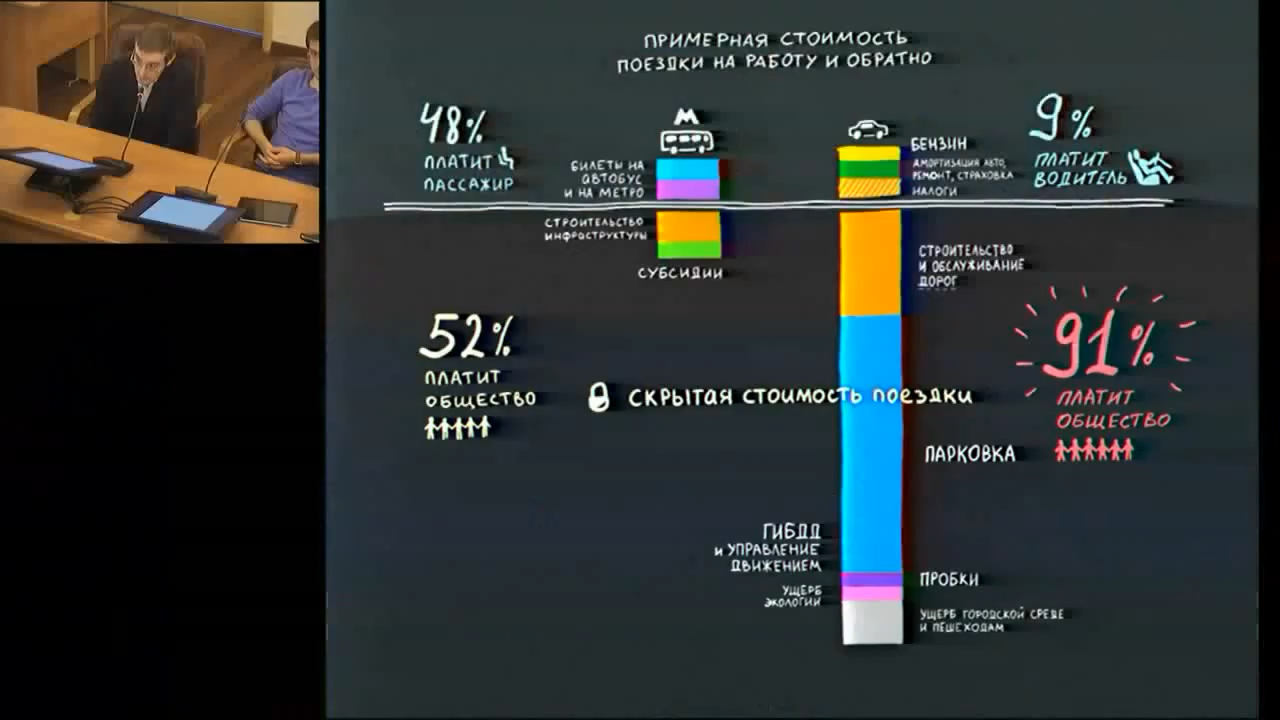 ПРИМЕРНАЯ СТОИМОСТЬ
ПОЕЗДКИ НА РАБОТУ И ОБРАТНО
48%
ПЛАТИТ
ПАССАЖИР
М
БИЛЕТЫ НА
АВТОБУС
И НА МЕТРО
БЕНЗИН
АМОРТИЗАЦИЯ АВТО,
РЕМОНТ, СТРАХОВКА
НАЛОГИ
9%
ПЛАТИТ
ВОДИТЕЛЬ
СТРОИТЕЛЬСТВО
ИНФРАСТРУКТУРЫ
СУБСИДИИ
СТРОИТЕЛЬСТВО
И ОБСЛУЖИВАНИЕ
ДОРОГ
52%
ПЛАТИТ
ОБЩЕСТВО
91%
ПЛАТИТ
ОБЩЕСТВО
СКРЫТАЯ СТОИМОСТЬ ПОЕЗДКИ
ПАРКОВКА
ГИБДД
И УПРАВЛЕНИЕ
ДВИЖЕНИЕМ
ПРОБКИ
УЩЕРБ
ЭКОЛОГИИ
УЩЕРБ ГОРОДСКОЙ СРЕДЕ
И ПЕШЕХОДАМ